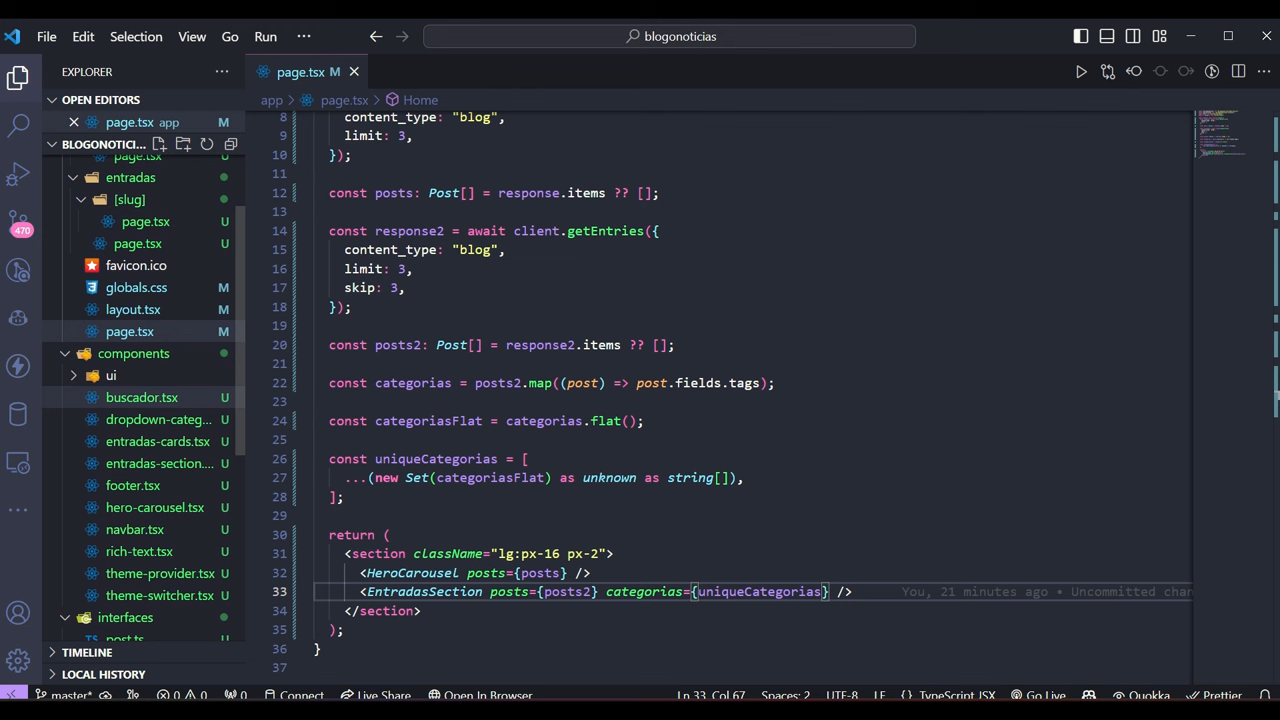 File Edit Selection View Go Run ···
blogonoticias
EXPLORER ···
OPEN EDITORS
page.tsx app M
BLOGONOTICI...
page.tsx U
entradas
[slug]
page.tsx U
page.tsx U
favicon.ico
globals.css M
layout.tsx M
page.tsx M
components
ui
buscador.tsx U
dropdown-categ... U
entradas-cards.tsx U
entradas-section.... U
footer.tsx U
hero-carousel.tsx U
navbar.tsx U
rich-text.tsx U
theme-provider.tsx U
theme-switcher.tsx U
interfaces
TS post.ts U
TIMELINE
LOCAL HISTORY
470
page.tsx M
app > page.tsx > Home
8 content_type: "blog",
9 limit: 3,
10 });
11
12 const posts: Post[] = response.items ?? [];
13
14 const response2 = await client.getEntries({
15 content_type: "blog",
16 limit: 3,
17 skip: 3,
18 });
19
20 const posts2: Post[] = response2.items ?? [];
21
22 const categorias = posts2.map((post) => post.fields.tags);
23
24 const categoriasFlat = categorias.flat();
25
26 const uniqueCategorias = [
27 ...(new Set(categoriasFlat) as unknown as string[]),
28 ];
29
30 return (
31 <section className="lg:px-16 px-2">
32 <HeroCarousel posts={posts} />
33 <EntradasSection posts={posts2} categorias={uniqueCategorias} /> You, 21 minutes ago • Uncommitted chan
34 </section>
35 );
36 }
37
master* 0 0 0 Connect Live Share Open In Browser Ln 33, Col 67 Spaces: 2 UTF-8 LF {} TypeScript JSX Go Live Quokka Prettier